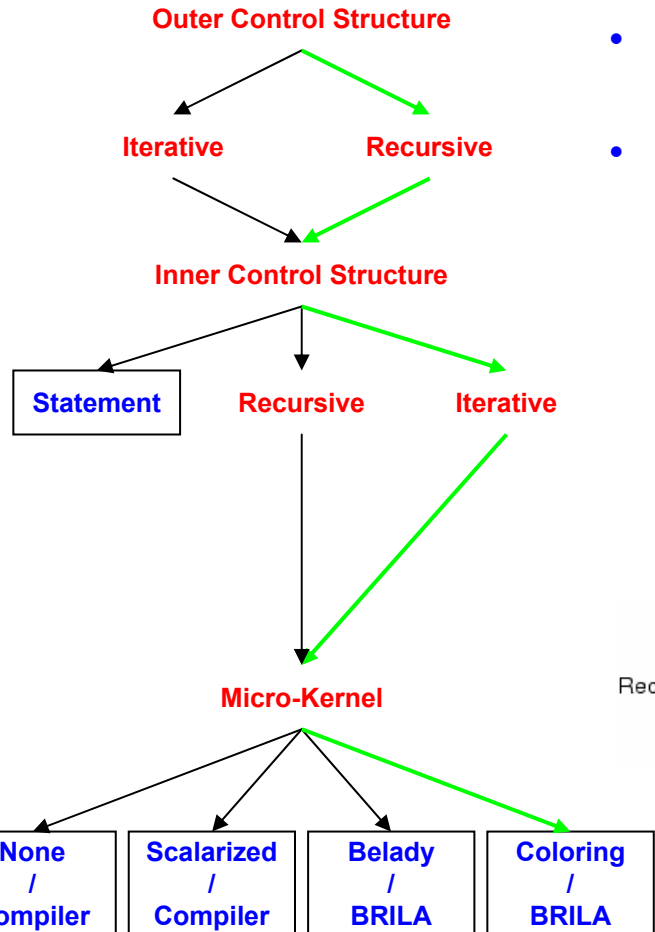 Outer Control Structure
•
Iterative Recursive
•
Inner Control Structure
Statement Recursive Iterative
Micro-Kernel
None Scalarized Belady Coloring
/ / / /
Compiler BRILA BRILA